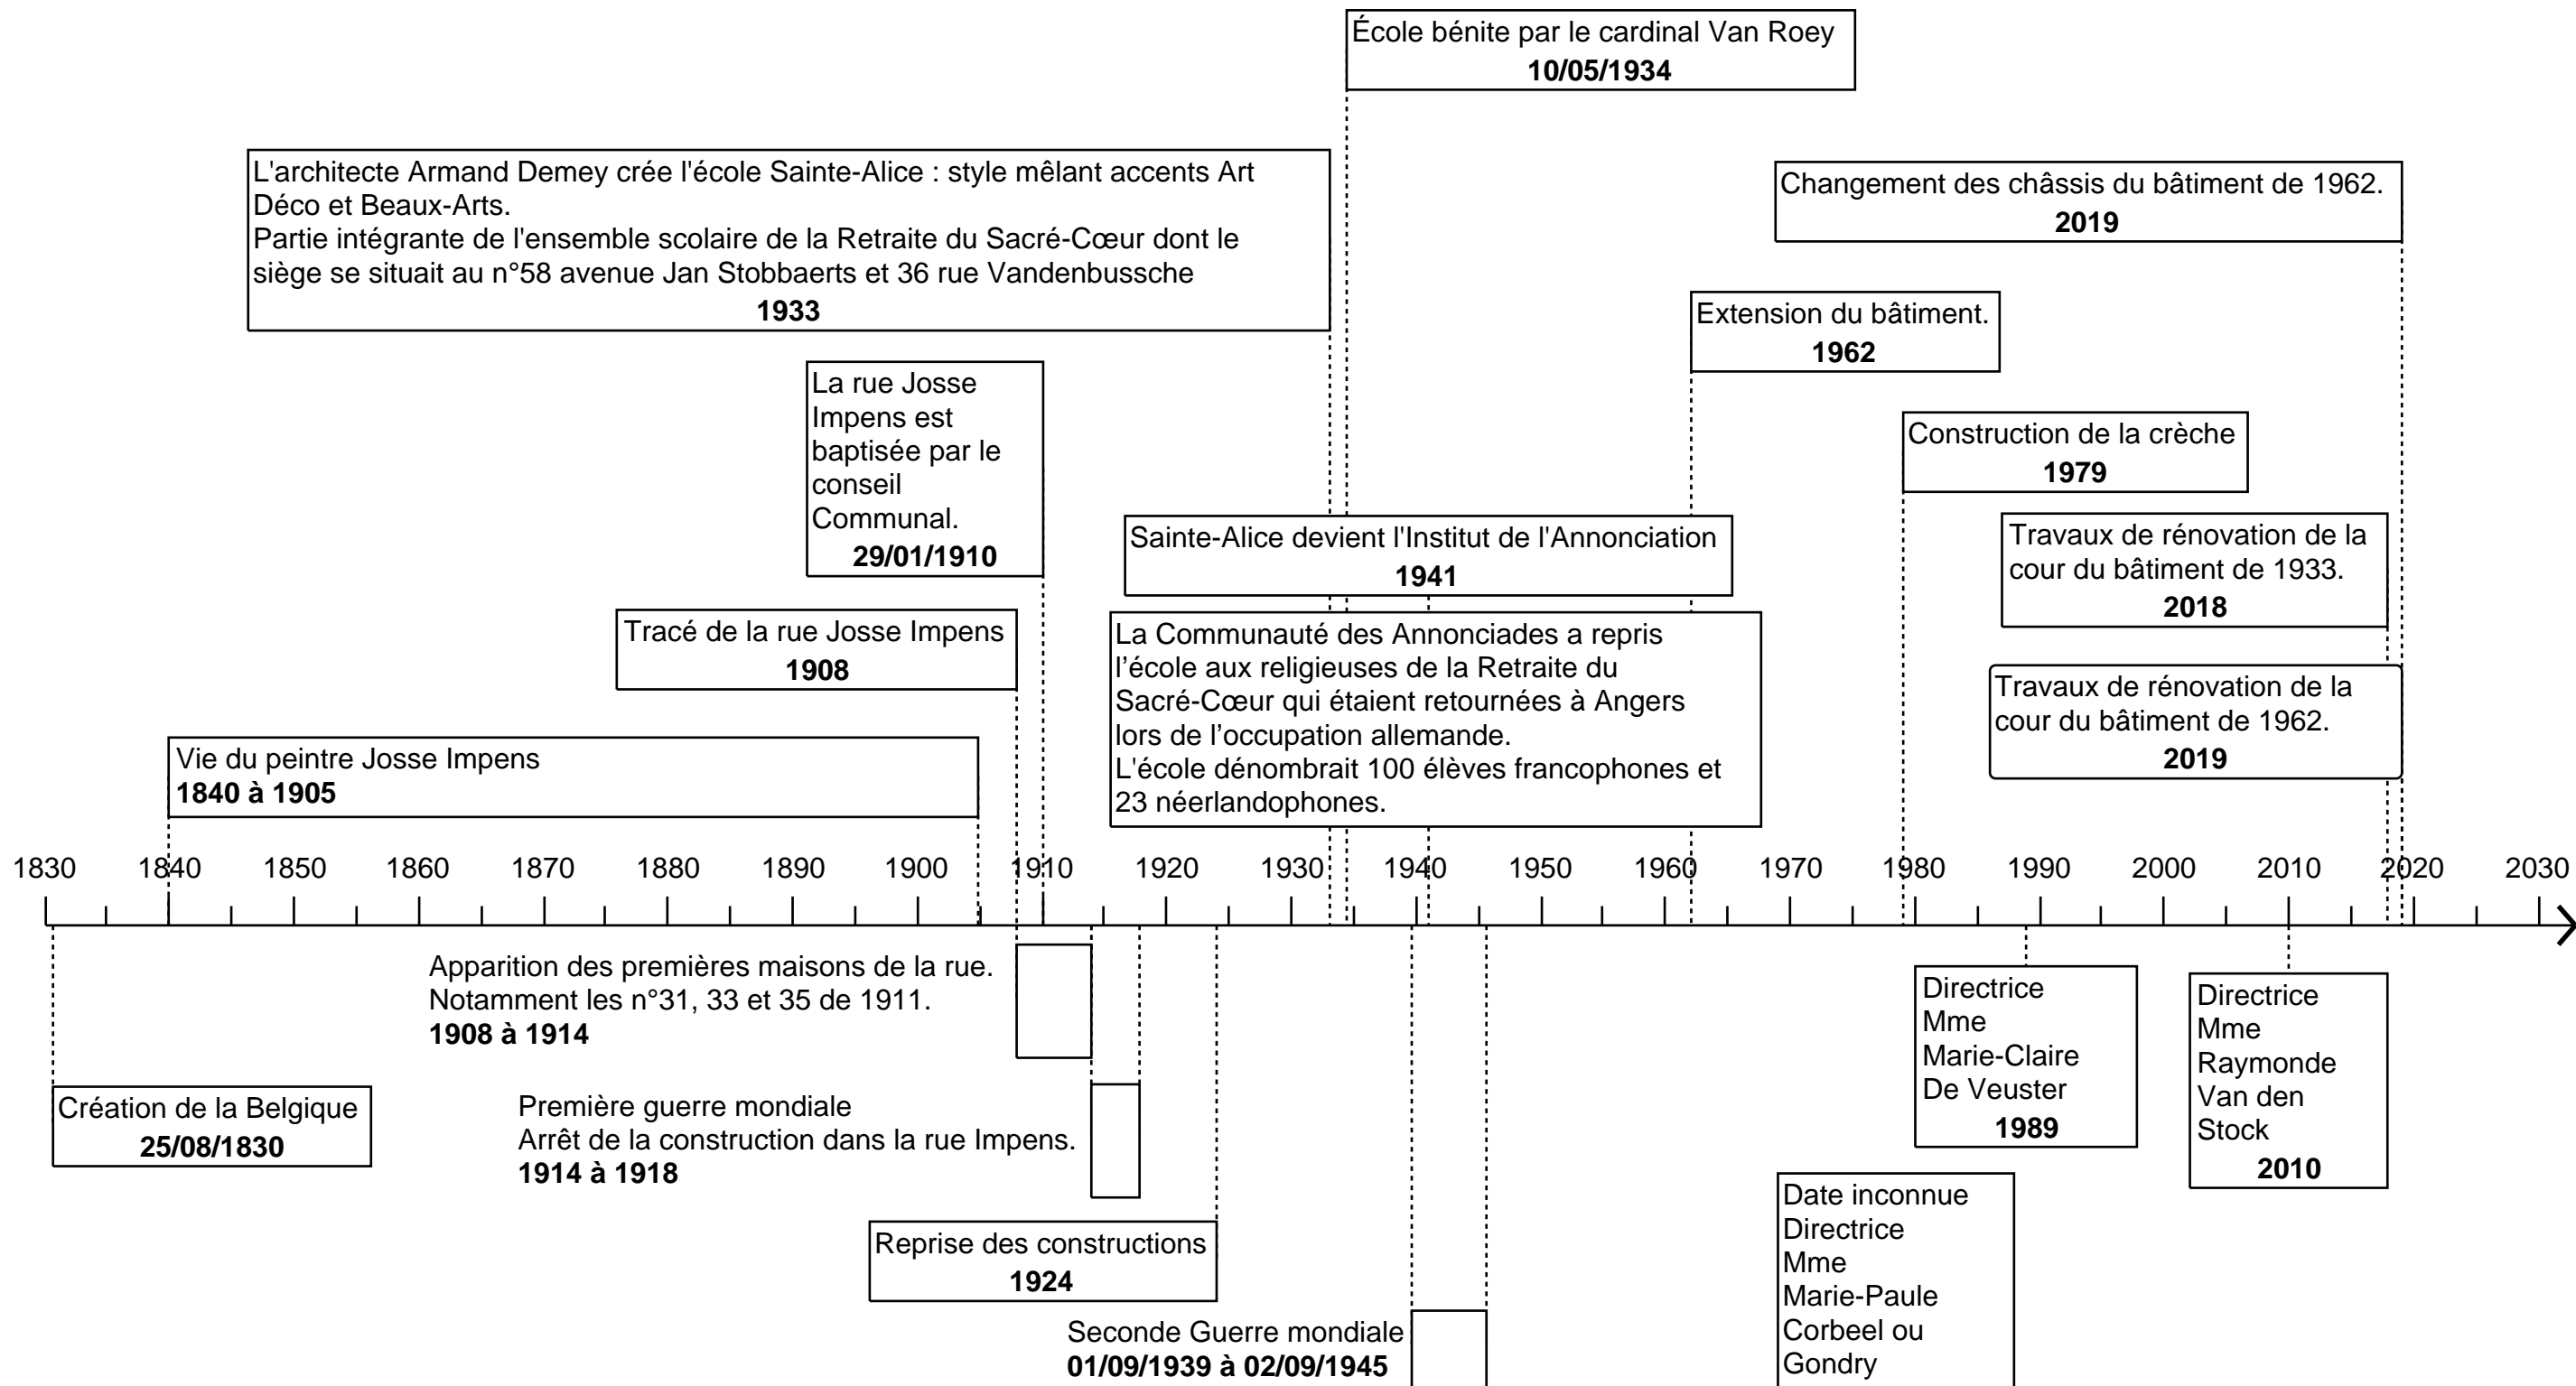 École bénite par le cardinal Van Roey
10/05/1934
L'architecte Armand Demey crée l'école Sainte-Alice : style mêlant accents Art
Déco et Beaux-Arts.
Partie intégrante de l'ensemble scolaire de la Retraite du Sacré-Cœur dont le
siège se situait au n°58 avenue Jan Stobbaerts et 36 rue Vandenbussche
1933
Changement des châssis du bâtiment de 1962.
2019
Extension du bâtiment.
1962
La rue Josse
Impens est
baptisée par le
conseil
Communal.
29/01/1910
Construction de la crèche
1979
Sainte-Alice devient l'Institut de l'Annonciation
1941
Travaux de rénovation de la
cour du bâtiment de 1933.
2018
Tracé de la rue Josse Impens
1908
La Communauté des Annonciades a repris
l’école aux religieuses de la Retraite du
Sacré-Cœur qui étaient retournées à Angers
lors de l’occupation allemande.
L'école dénombrait 100 élèves francophones et
23 néerlandophones.
Travaux de rénovation de la
cour du bâtiment de 1962.
2019
Vie du peintre Josse Impens
1840 à 1905
1830 1840 1850 1860 1870 1880 1890 1900 1910 1920 1930 1940 1950 1960 1970 1980 1990 2000 2010 2020 2030
Apparition des premières maisons de la rue.
Notamment les n°31, 33 et 35 de 1911.
1908 à 1914
Directrice
Mme
Marie-Claire
De Veuster
1989
Directrice
Mme
Raymonde
Van den
Stock
2010
Création de la Belgique
25/08/1830
Première guerre mondiale
Arrêt de la construction dans la rue Impens.
1914 à 1918
Date inconnue
Directrice
Mme
Marie-Paule
Corbeel ou
Gondry
Reprise des constructions
1924
Seconde Guerre mondiale
01/09/1939 à 02/09/1945